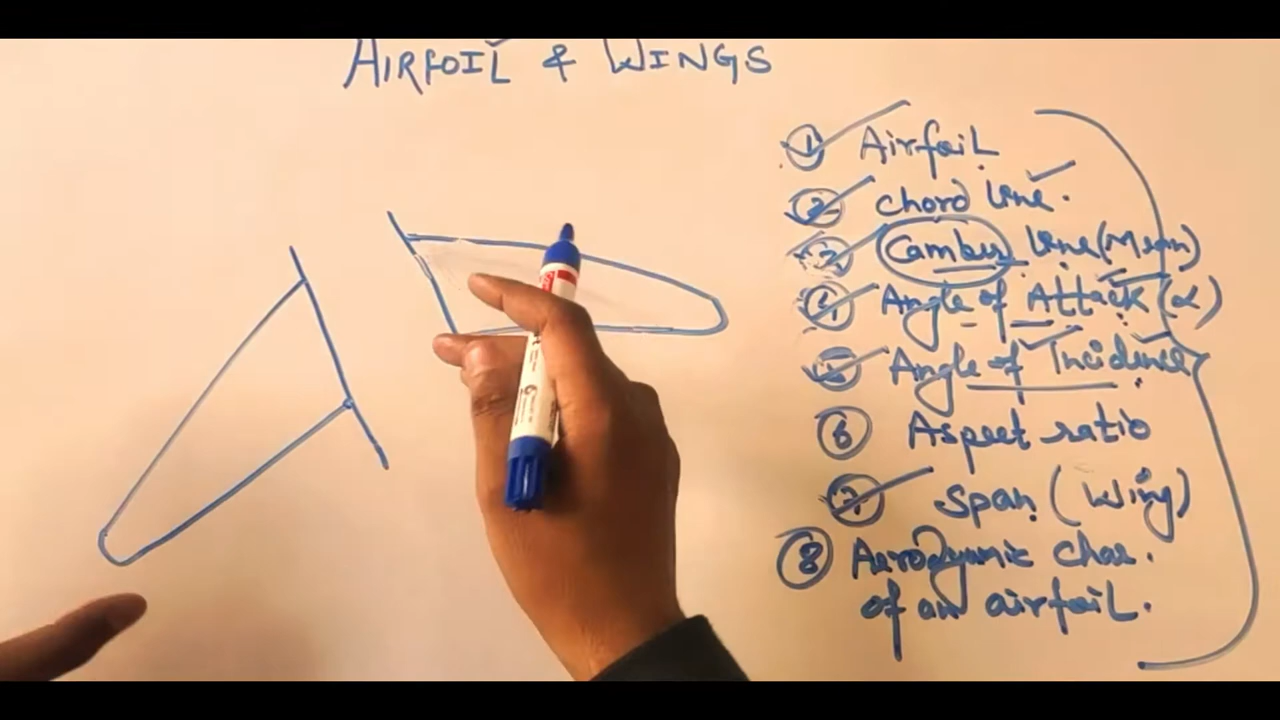 AIRFOIL & WINGS
① Airfoil
② Chord line.
③ Camber line (Mean)
④ Angle of Attack (α)
⑤ Angle of Incidence
⑥ Aspect ratio
⑦ Span (Wing)
⑧ Aerodynamic Char.
of an airfoil.